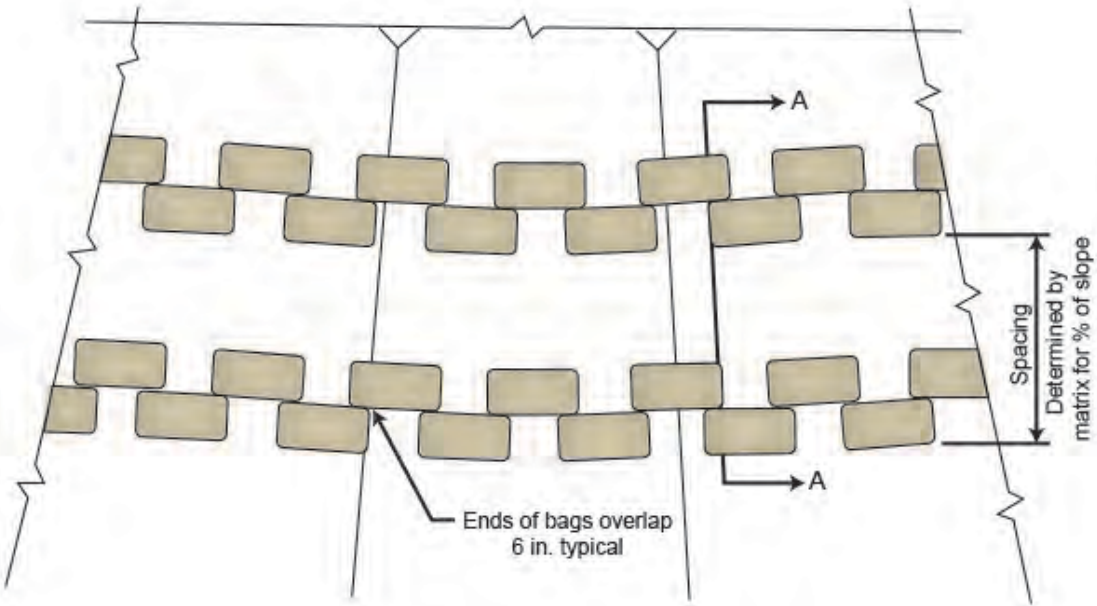 A
Spacing
Determined by
matrix for % of slope
A
Ends of bags overlap
6 in. typical